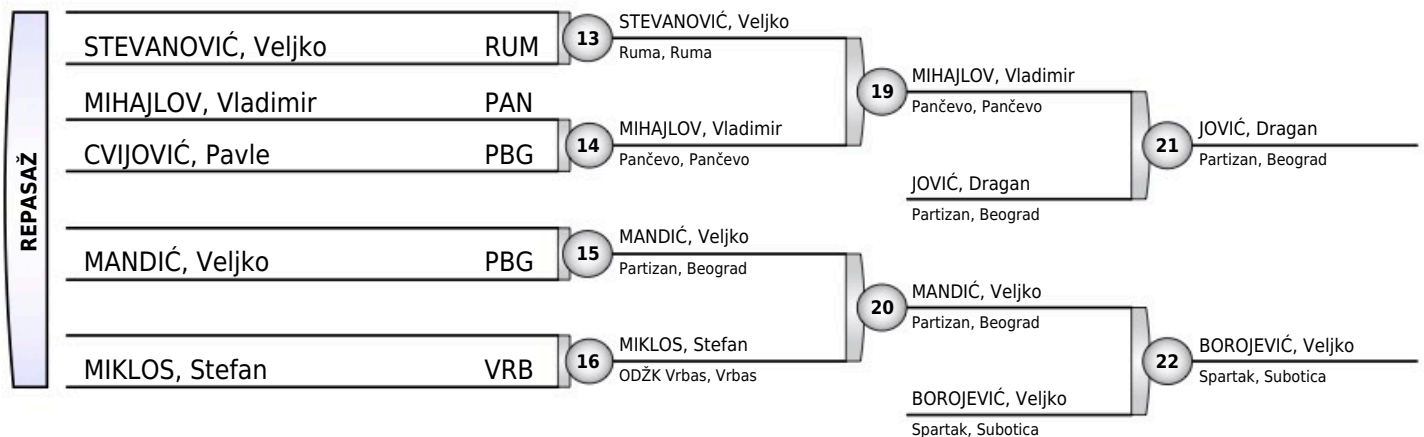 REPASAŽ
STEVANOVIĆ, Veljko RUM
MIHAJLOV, Vladimir PAN
CVIJOVIĆ, Pavle PBG
MANDIĆ, Veljko PBG
MIKLOS, Stefan VRB
13
STEVANOVIĆ, Veljko
Ruma, Ruma
14
MIHAJLOV, Vladimir
Pančevo, Pančevo
15
MANDIĆ, Veljko
Partizan, Beograd
16
MIKLOS, Stefan
ODŽK Vrbas, Vrbas
19
MIHAJLOV, Vladimir
Pančevo, Pančevo
JOVIĆ, Dragan
Partizan, Beograd
20
MANDIĆ, Veljko
Partizan, Beograd
BOROJEVIĆ, Veljko
Spartak, Subotica
21
JOVIĆ, Dragan
Partizan, Beograd
22
BOROJEVIĆ, Veljko
Spartak, Subotica